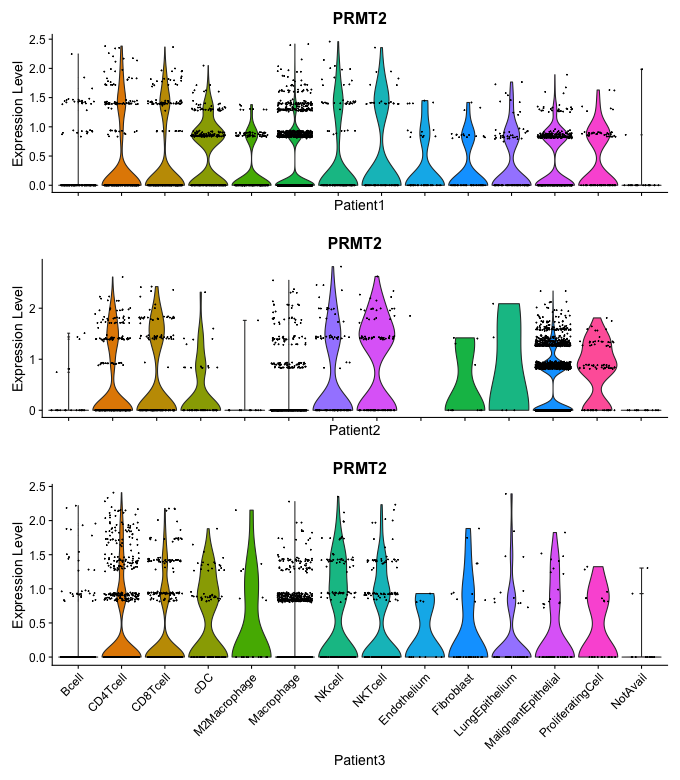 PRMT2
Expression Level
2.5
2.0
1.5
1.0
0.5
0.0
Patient1
PRMT2
Expression Level
2
1
0
Patient2
PRMT2
Expression Level
2.5
2.0
1.5
1.0
0.5
0.0
Bcell
CD4Tcell
CD8Tcell
cDC
M2Macrophage
Macrophage
NKcell
NKTcell
Endothelium
Fibroblast
LungEpithelium
MalignantEpithelial
ProliferatingCell
NotAvail
Patient3